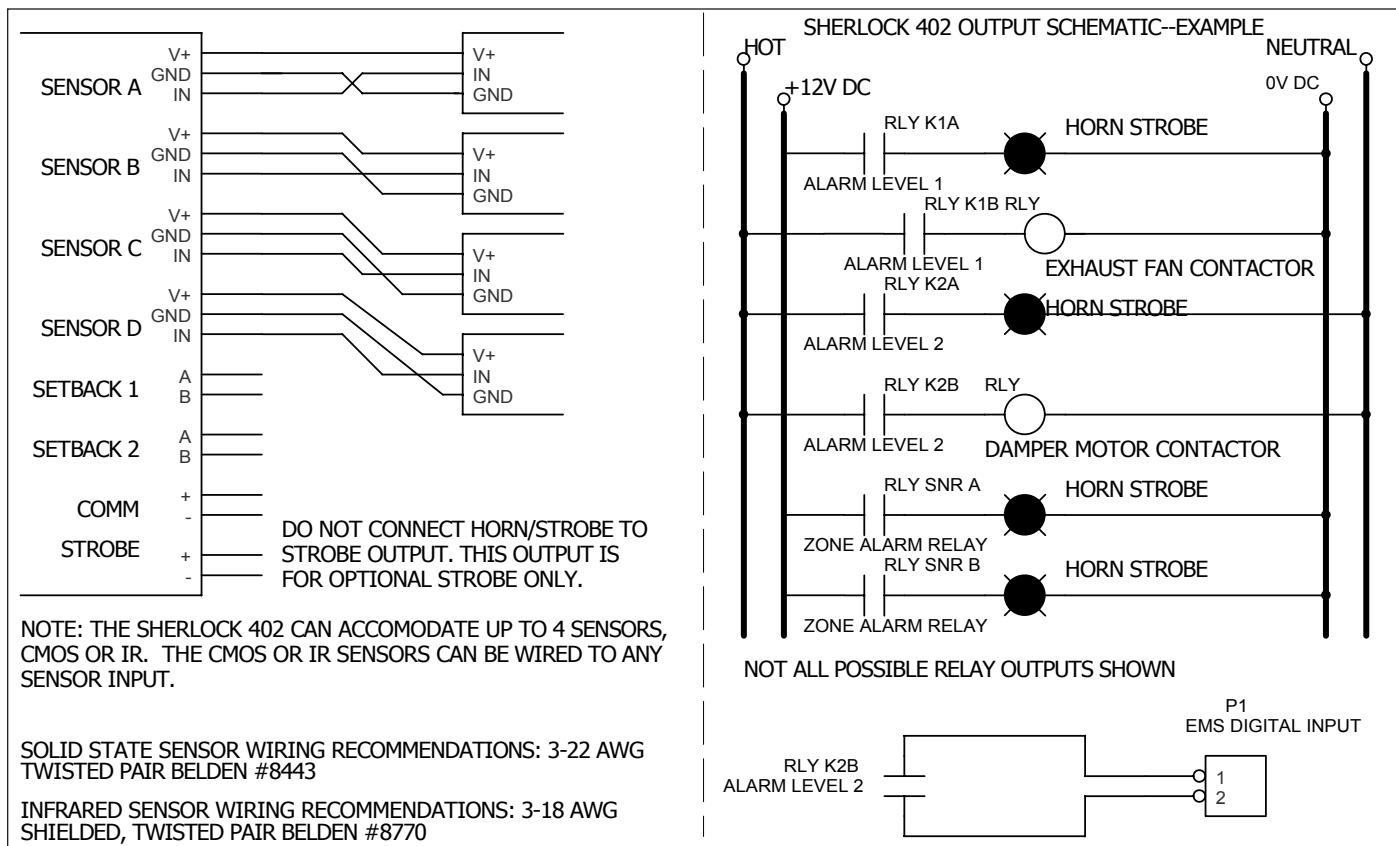 V+
GND
IN
SENSOR A
V+
IN
GND
V+
GND
IN
SENSOR B
V+
IN
GND
V+
GND
IN
SENSOR C
V+
IN
GND
V+
GND
IN
SENSOR D
V+
IN
GND
SETBACK 1
A
B
SETBACK 2
A
B
COMM
+
-
STROBE
+
-
DO NOT CONNECT HORN/STROBE TO
STROBE OUTPUT. THIS OUTPUT IS
FOR OPTIONAL STROBE ONLY.
NOTE: THE SHERLOCK 402 CAN ACCOMODATE UP TO 4 SENSORS,
CMOS OR IR. THE CMOS OR IR SENSORS CAN BE WIRED TO ANY
SENSOR INPUT.
SOLID STATE SENSOR WIRING RECOMMENDATIONS: 3-22 AWG
TWISTED PAIR BELDEN #8443
INFRARED SENSOR WIRING RECOMMENDATIONS: 3-18 AWG
SHIELDED, TWISTED PAIR BELDEN #8770
SHERLOCK 402 OUTPUT SCHEMATIC--EXAMPLE
HOT
NEUTRAL
+12V DC
0V DC
RLY K1A
HORN STROBE
ALARM LEVEL 1
RLY K1B RLY
ALARM LEVEL 1
EXHAUST FAN CONTACTOR
RLY K2A
HORN STROBE
ALARM LEVEL 2
RLY K2B
RLY
ALARM LEVEL 2
DAMPER MOTOR CONTACTOR
RLY SNR A
HORN STROBE
ZONE ALARM RELAY
RLY SNR B
HORN STROBE
ZONE ALARM RELAY
NOT ALL POSSIBLE RELAY OUTPUTS SHOWN
P1
EMS DIGITAL INPUT
RLY K2B
ALARM LEVEL 2
1
2